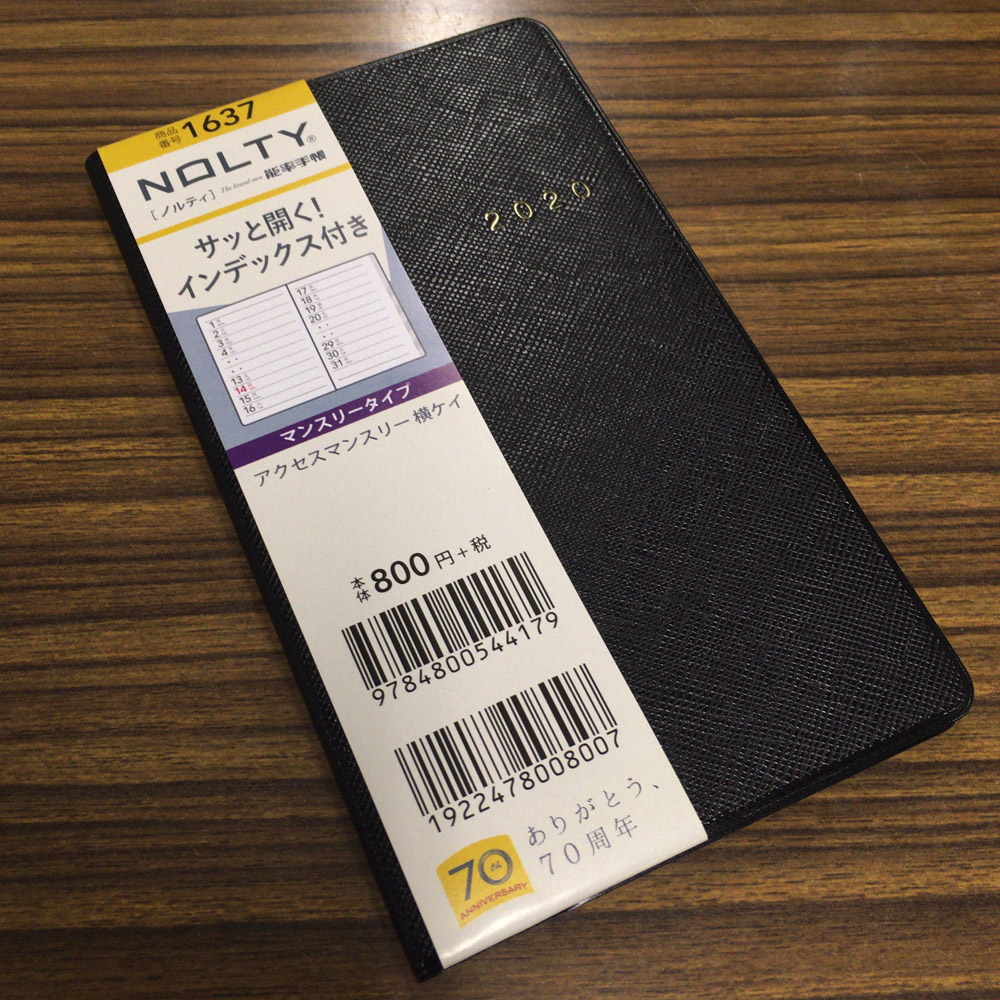 商品番号 1637
NOLTY®
[ノルティ] The brand new 能率手帳
サッと開く!
インデックス付き
1
2
3
4
13
14
15
16
17
18
19
20
29
30
31
マンスリータイプ
アクセスマンスリー 横ケイ
本体 800円+税
9784800544179
1922478008007
70th
ANNIVERSARY
ありがとう、
70周年
2020